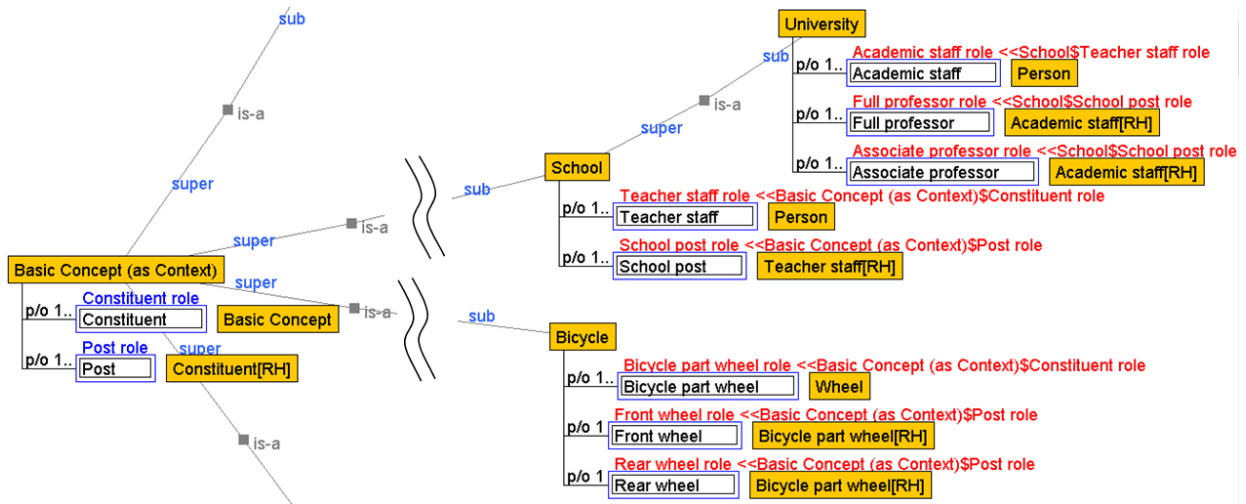 sub
University
sub
Academic staff role <<School$Teacher staff role
p/o 1..
Academic staff
Person
is-a
is-a
Full professor role <<School$School post role
p/o 1..
Full professor
Academic staff[RH]
super
Associate professor role <<School$School post role
p/o 1..
Associate professor
Academic staff[RH]
School
super
sub
Teacher staff role <<Basic Concept (as Context)$Constituent role
p/o 1..
Teacher staff
Person
is-a
super
School post role <<Basic Concept (as Context)$Post role
p/o 1..
School post
Teacher staff[RH]
Basic Concept (as Context)
super
Constituent role
p/o 1..
Constituent
Basic Concept
is-a
sub
Bicycle
Post role
super
p/o 1..
Post
Constituent[RH]
Bicycle part wheel role <<Basic Concept (as Context)$Constituent role
p/o 1..
Bicycle part wheel
Wheel
Front wheel role <<Basic Concept (as Context)$Post role
p/o 1
Front wheel
Bicycle part wheel[RH]
is-a
Rear wheel role <<Basic Concept (as Context)$Post role
p/o 1
Rear wheel
Bicycle part wheel[RH]